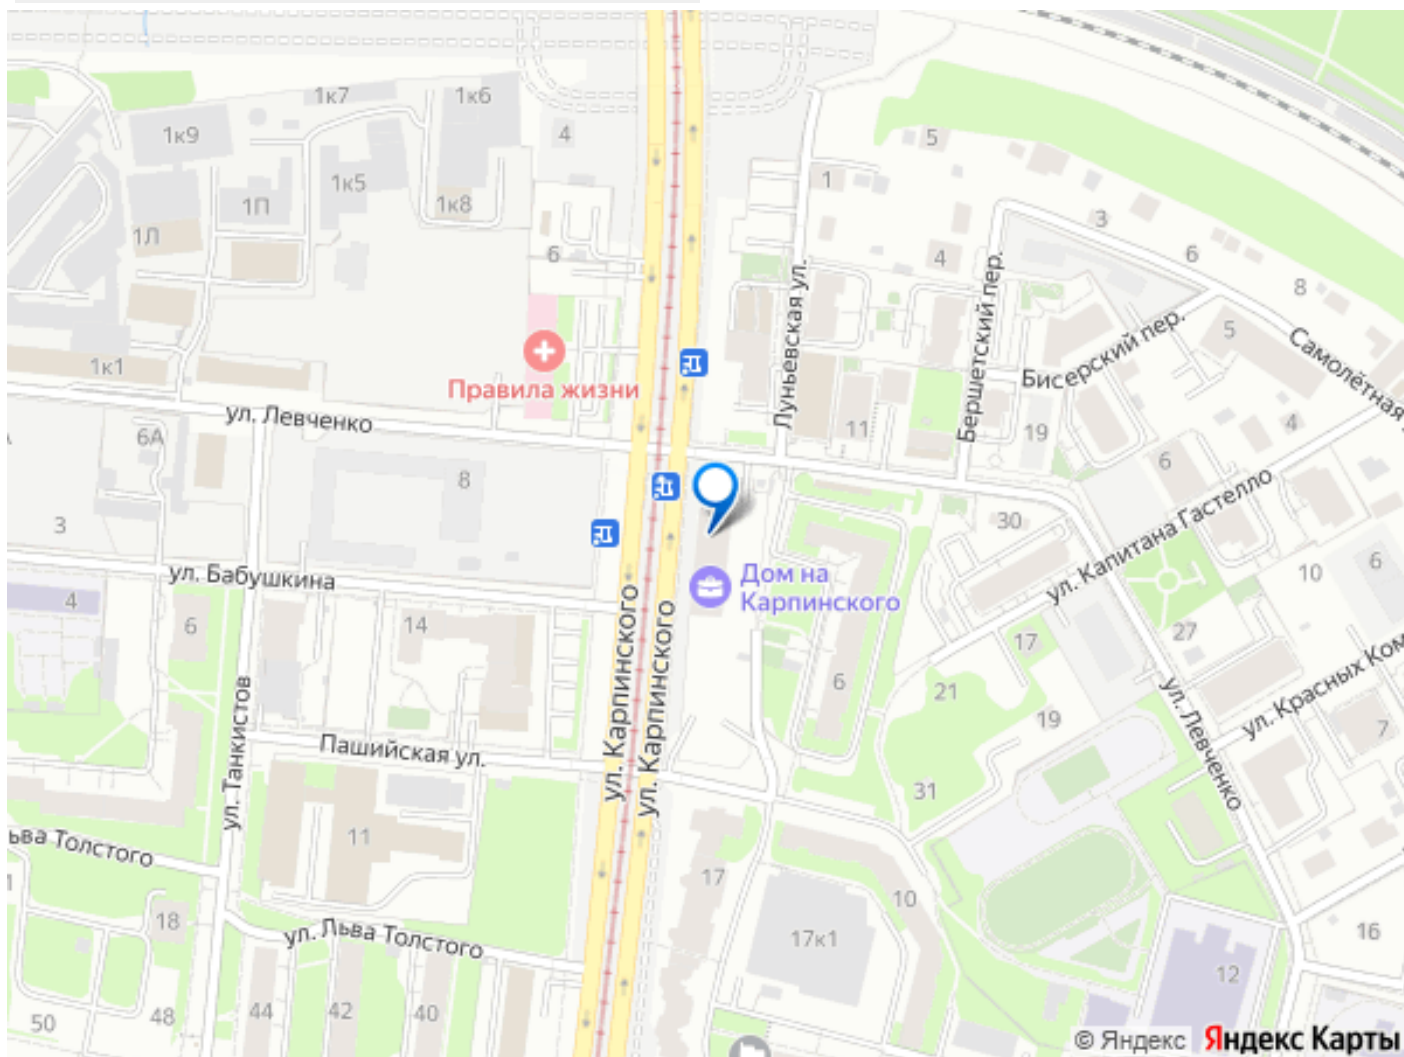 1к7
1к6
1к9
4
5
1к5
1
1П
1к8
3
1Л
6
4
6
8
Луньевская ул.
Бершетский пер.
Бисерский пер.
5
Самолётная
1к1
Правила жизни
ул. Левченко
11
19
4
6А
8
6
3
30
ул. Капитана Гастелло
ул. Бабушкина
Дом на
Карпинского
10
6
4
6
14
17
27
ул. Карпинского
ул. Карпинского
6
21
19
ул. Левченко
ул. Красных Ком
7
ул. Танкистов
Пашийская ул.
31
11
ьва Толстого
17
10
18
ул. Льва Толстого
17к1
16
12
50
48
44
42
40
© Яндекс Яндекс Карты